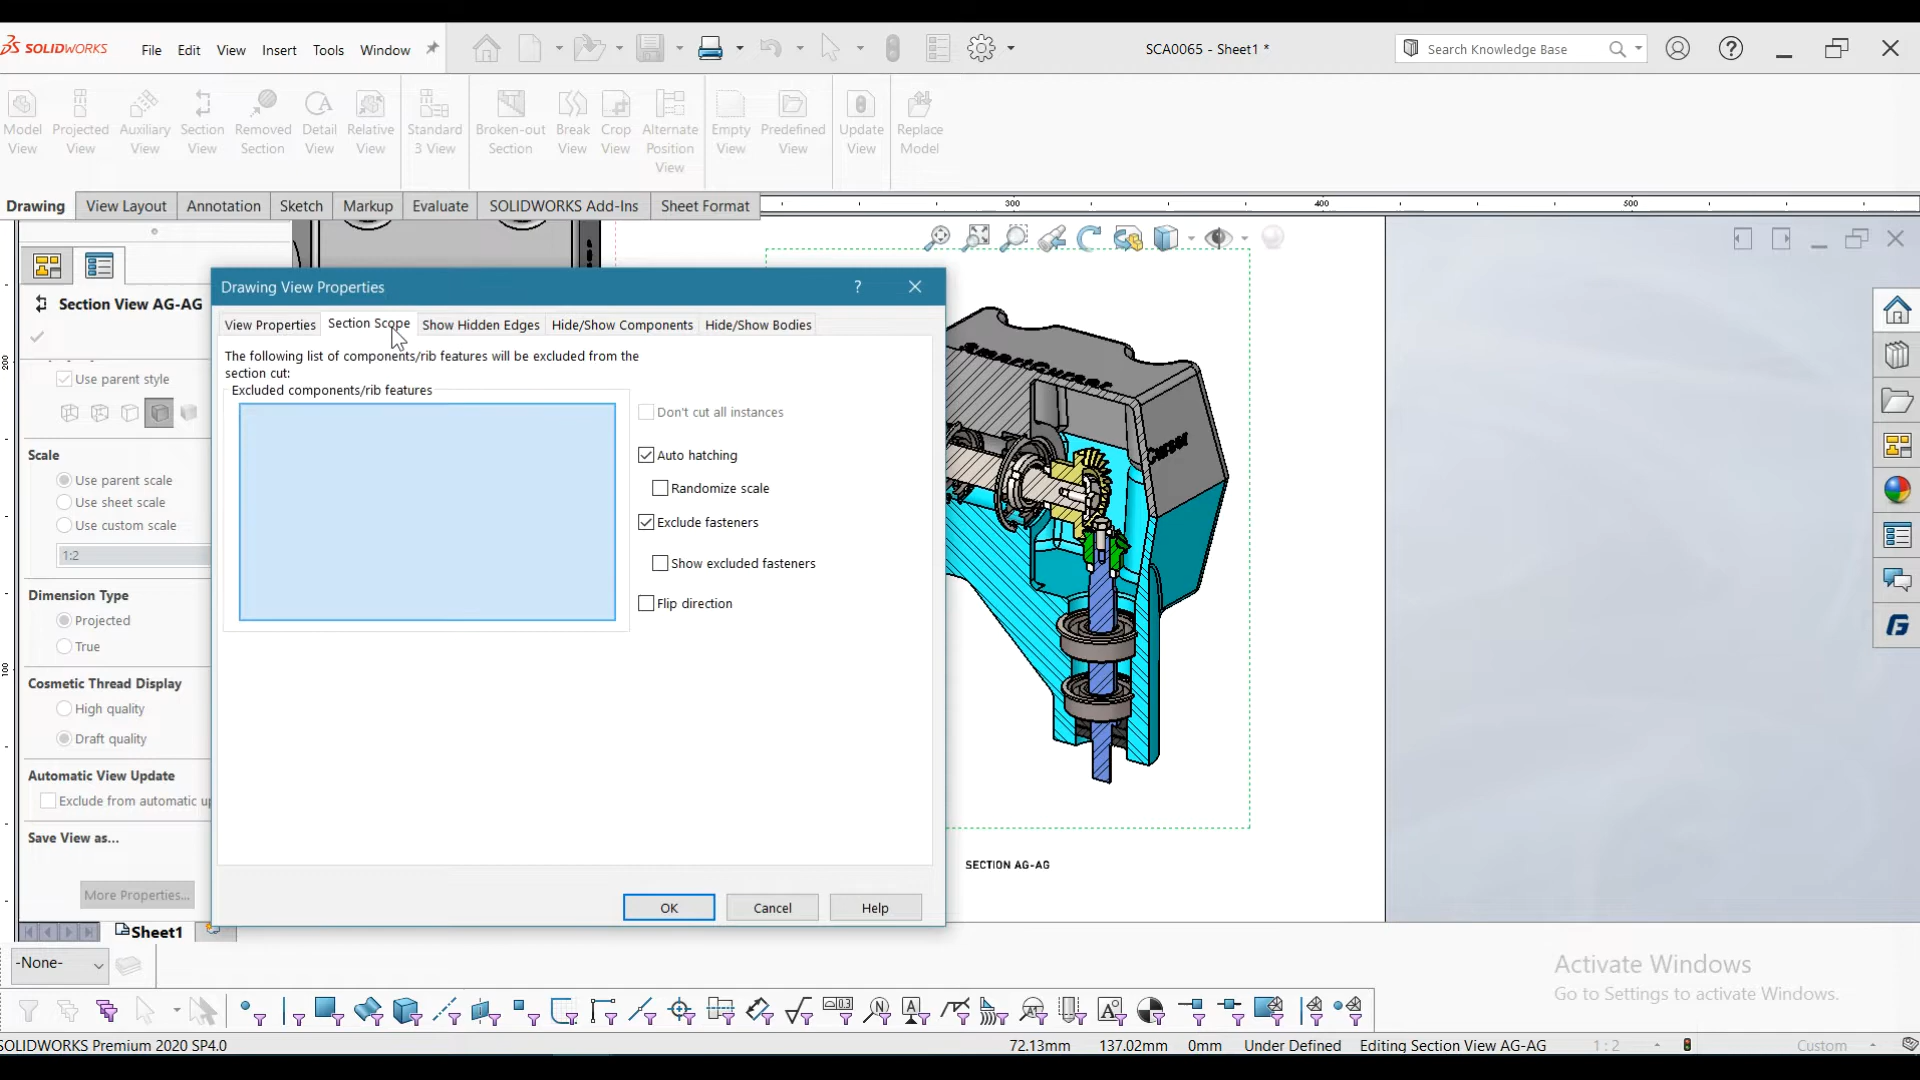 SOLIDWORKS File Edit View Insert Tools Window SCA0065 - Sheet1 * Search Knowledge Base
Model View
Projected View
Auxiliary View
Section View
Removed Section
Detail View
Relative View
Standard 3 View
Broken-out Section
Break View
Crop View
Alternate Position View
Empty View
Predefined View
Update View
Replace Model
Drawing View Layout Annotation Sketch Markup Evaluate SOLIDWORKS Add-Ins Sheet Format
300 400 500
Section View AG-AG
200
Use parent style
Scale
Use parent scale
Use sheet scale
Use custom scale
1:2
Dimension Type
Projected
True
100
Cosmetic Thread Display
High quality
Draft quality
Automatic View Update
Exclude from automatic up
Save View as...
More Properties...
Drawing View Properties ?
View Properties Section Scope Show Hidden Edges Hide/Show Components Hide/Show Bodies
The following list of components/rib features will be excluded from the
section cut:
Excluded components/rib features
Don't cut all instances
Auto hatching
Randomize scale
Exclude fasteners
Show excluded fasteners
Flip direction
OK Cancel Help
SECTION AG-AG
Sheet1
-None-
Activate Windows
Go to Settings to activate Windows.
SOLIDWORKS Premium 2020 SP4.0 72.13mm 137.02mm 0mm Under Defined Editing Section View AG-AG 1 : 2 Custom